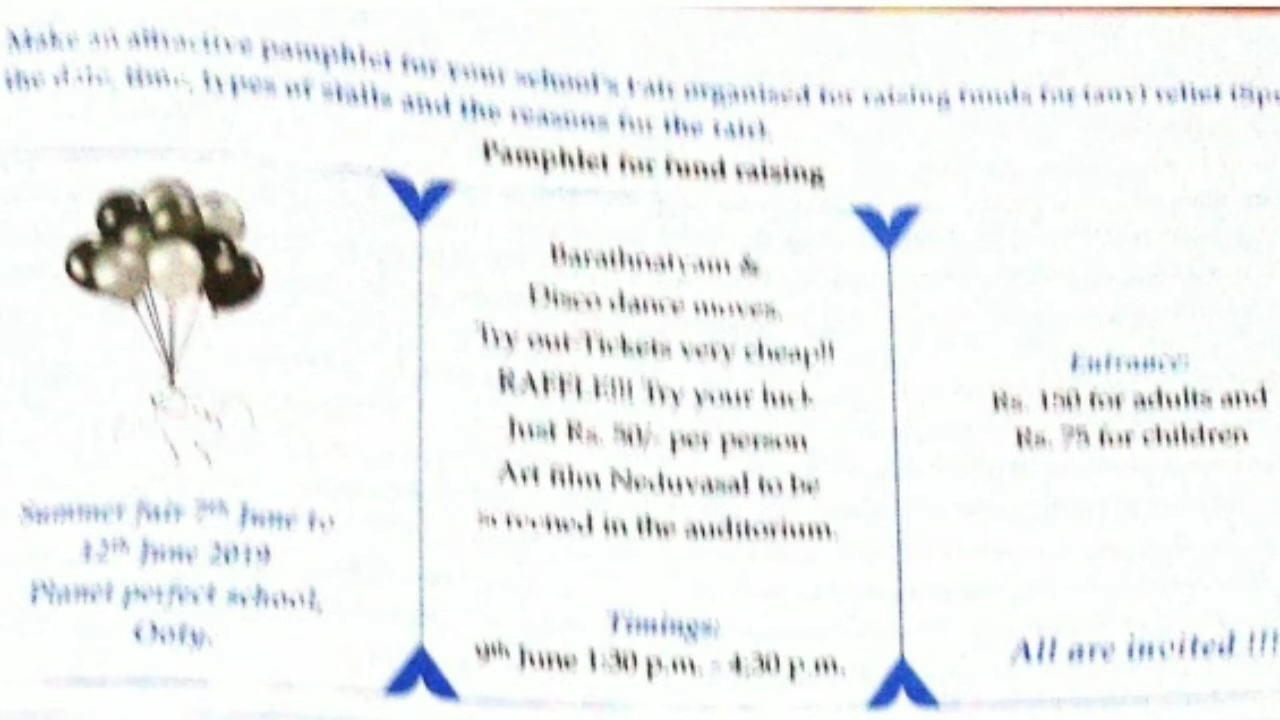 Make an attractive pamphlet for your school's Fair organised for raising funds for (any) relief
the date, time, types of stalls and the reasons for the fair).
Pamphlet for fund raising
Summer fair 7th June to
12th June 2019
Planet perfect school,
Ooty.
Barathnatyam &
Disco dance moves.
Try out Tickets very cheap!!
RAFFLE!!! Try your luck
Just Rs. 50/- per person
Art film Neduvasal to be
screened in the auditorium.
Timings:
9th June 1:30 p.m. - 4:30 p.m.
Entrance:
Rs. 150 for adults and
Rs. 75 for children
All are invited !!!